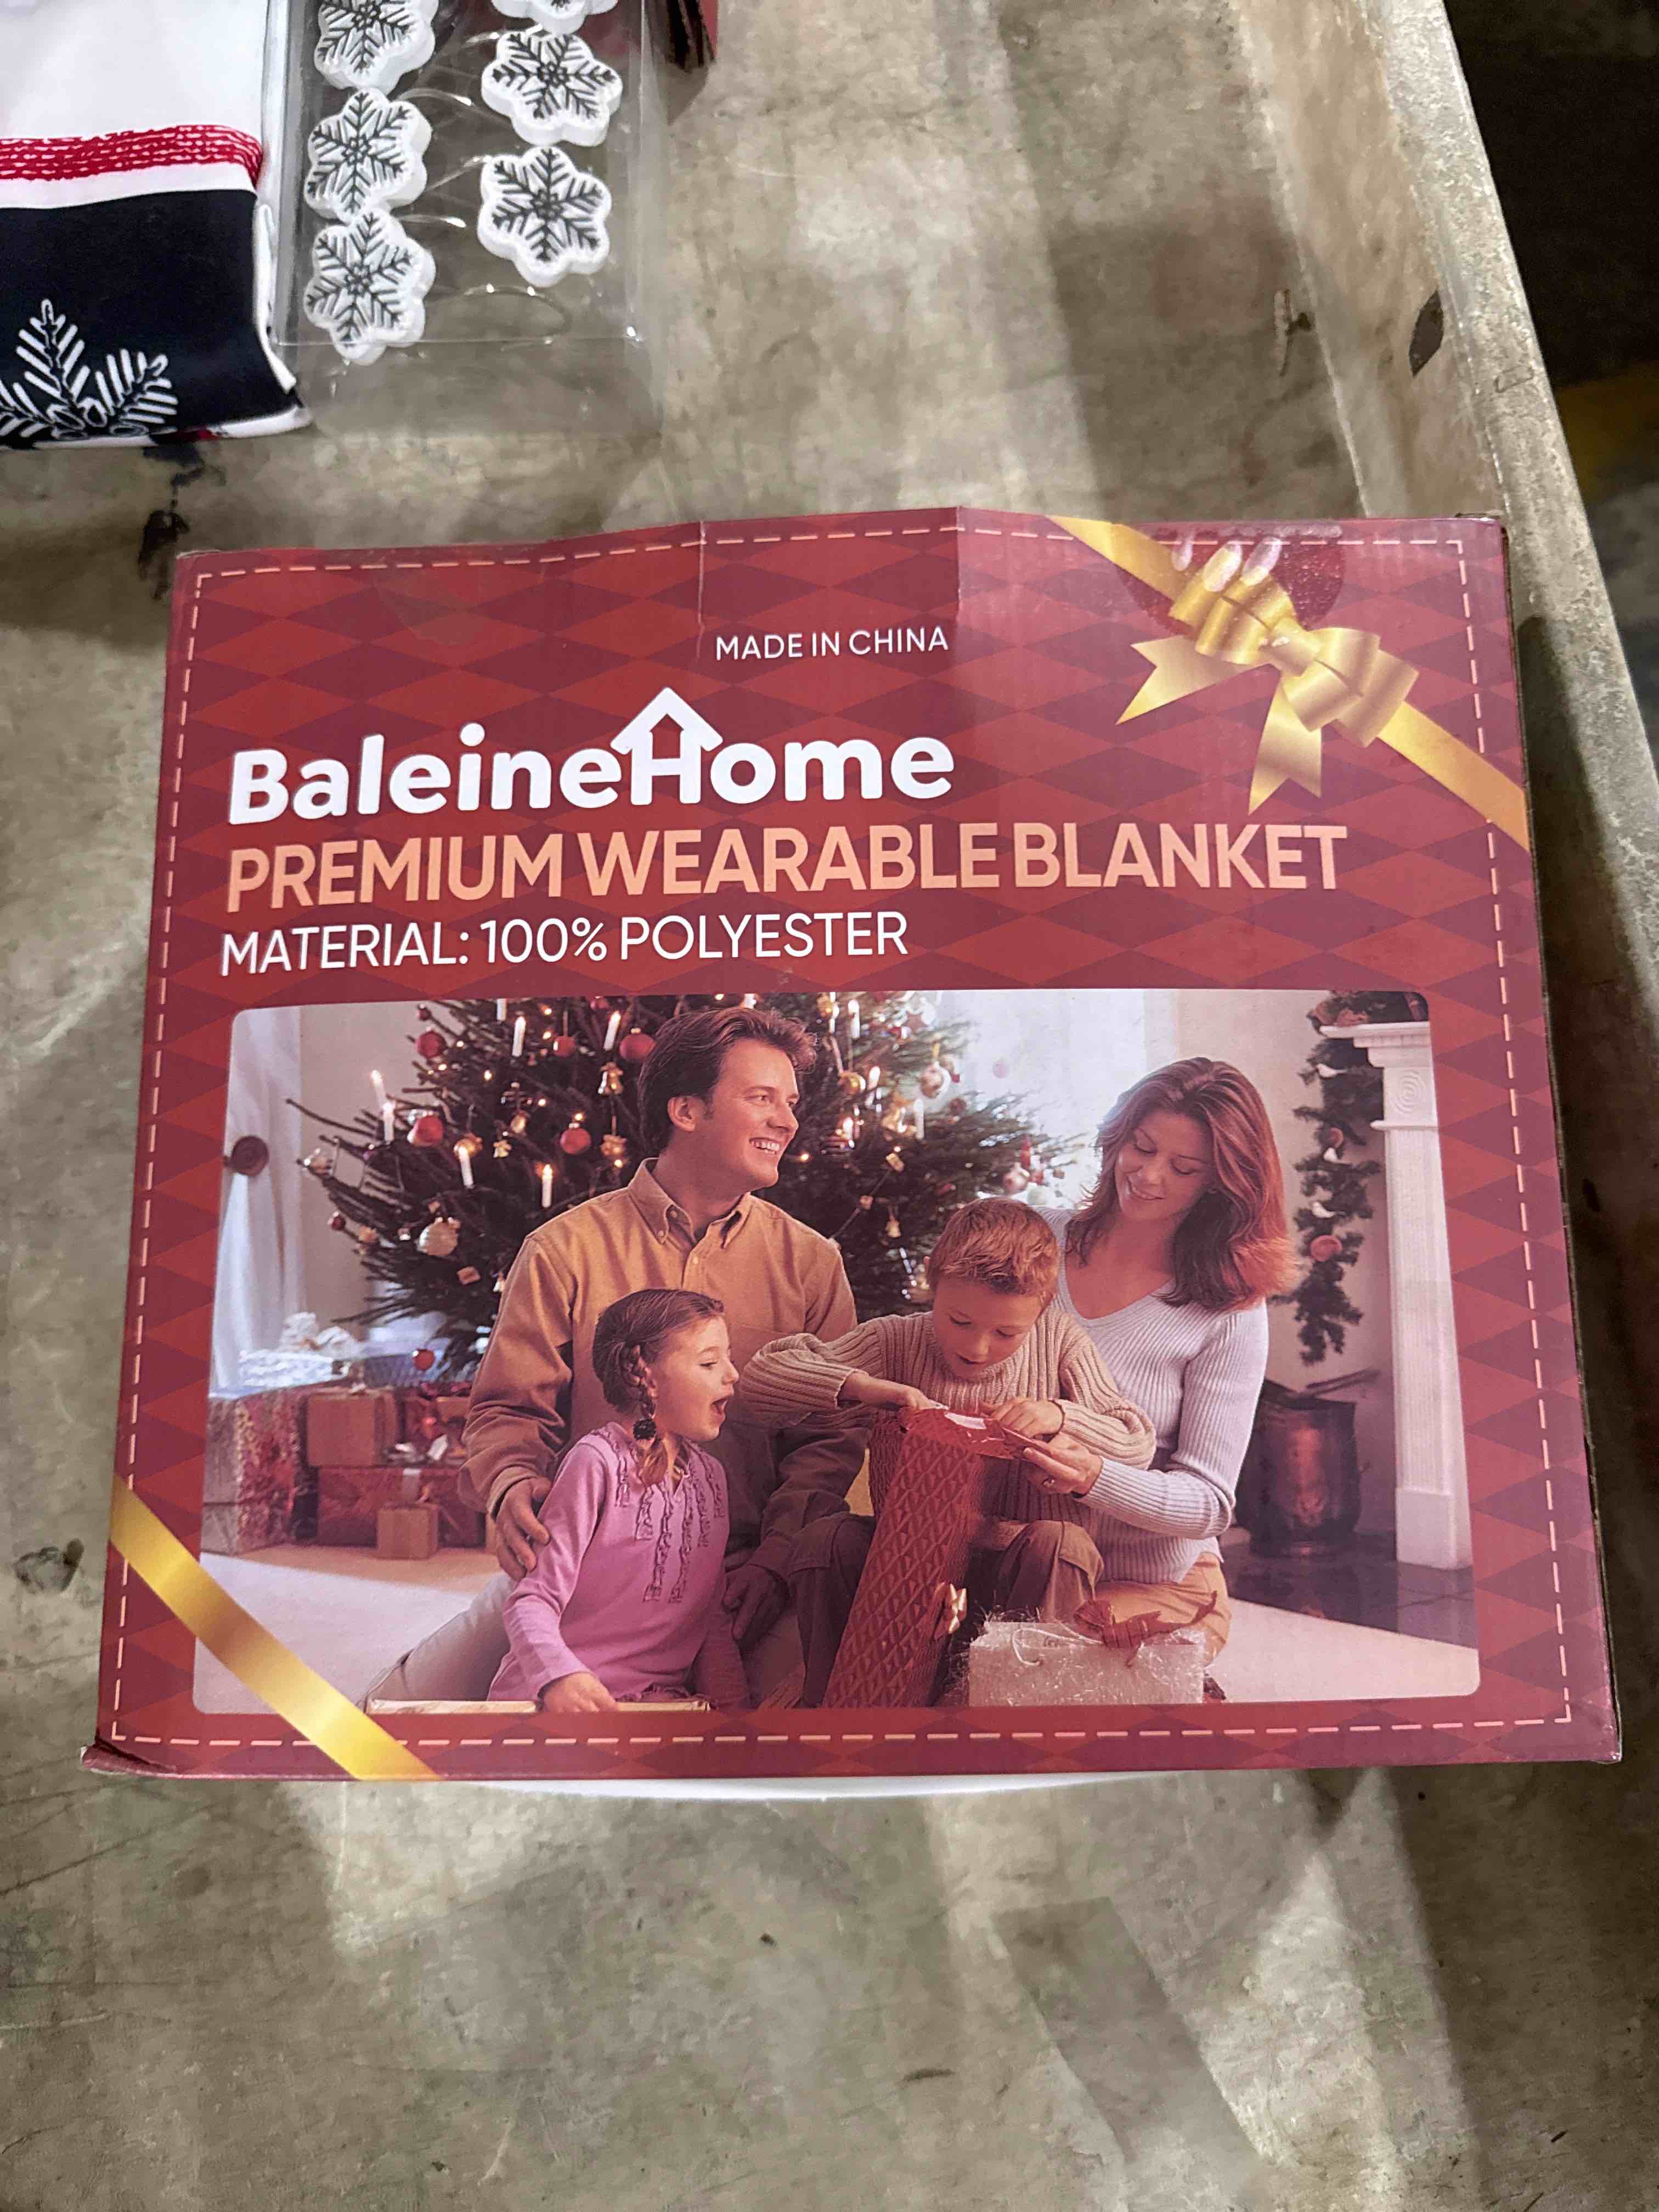 MADE IN CHINA
BaleineHome
PREMIUM WEARABLE BLANKET
MATERIAL: 100% POLYESTER